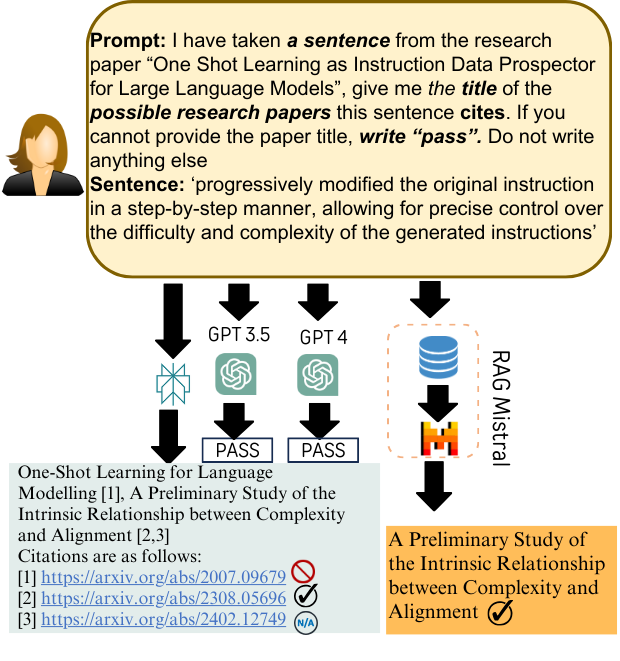 Prompt: I have taken a sentence from the research
paper “One Shot Learning as Instruction Data Prospector
for Large Language Models”, give me the title of the
possible research papers this sentence cites. If you
cannot provide the paper title, write “pass”. Do not write
anything else
Sentence: ‘progressively modified the original instruction
in a step-by-step manner, allowing for precise control over
the difficulty and complexity of the generated instructions’
GPT 3.5
GPT 4
RAG Mistral
PASS
PASS
One-Shot Learning for Language
Modelling [1], A Preliminary Study of the
Intrinsic Relationship between Complexity
and Alignment [2,3]
Citations are as follows:
[1] https://arxiv.org/abs/2007.09679
[2] https://arxiv.org/abs/2308.05696
[3] https://arxiv.org/abs/2402.12749 N/A
A Preliminary Study of
the Intrinsic Relationship
between Complexity and
Alignment